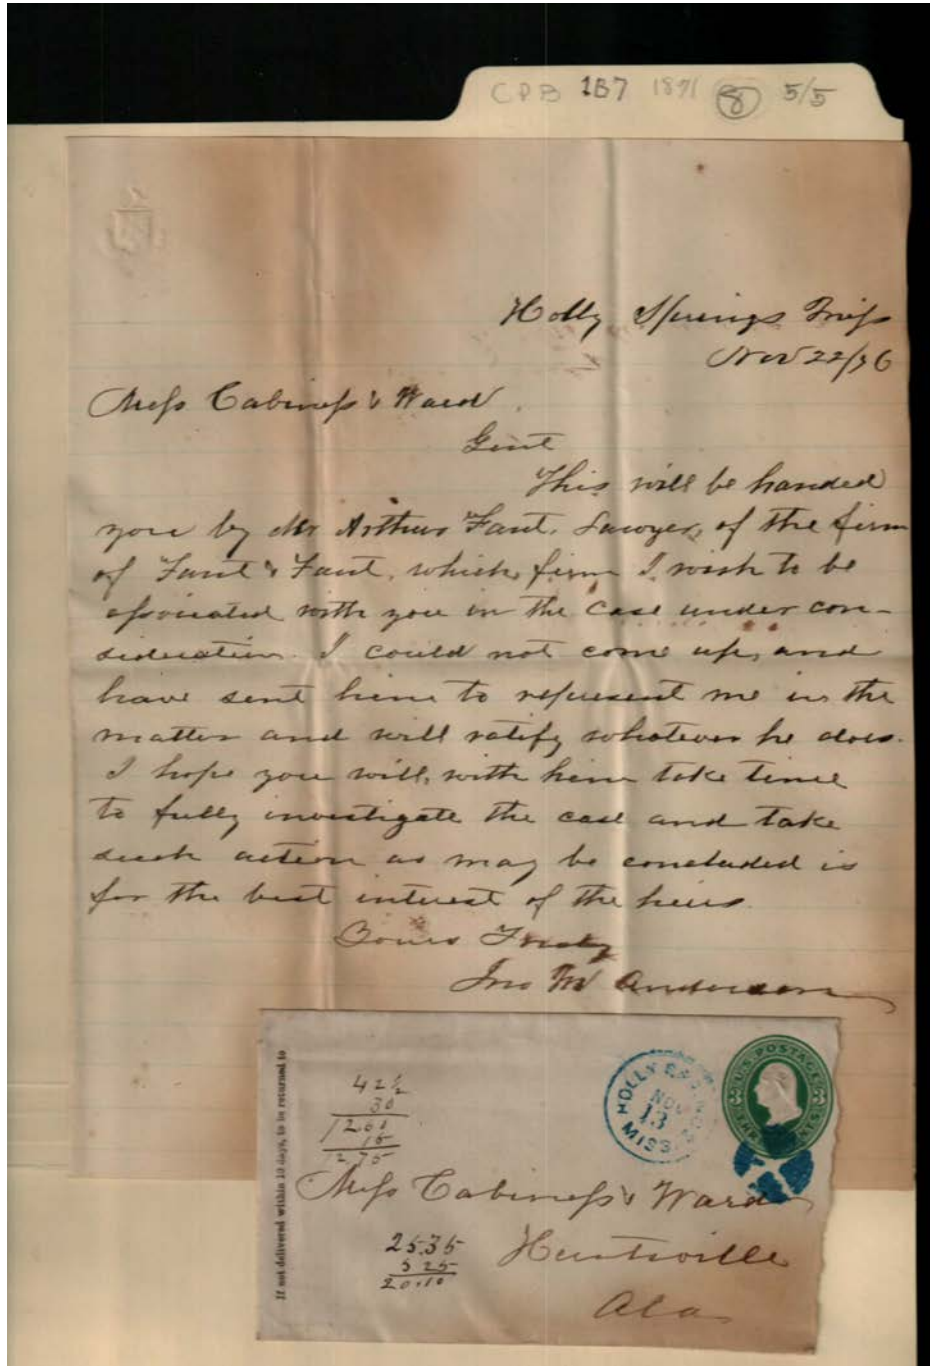 CPB 1B7 1871 8 5/5
Holly Springs Miss
Nov 22/76
Mess Cabiness & Ward
Gent
This will be handed
you by Mr Arthur Fant, Lawyer, of the firm
of Fant & Fant, which firm I wish to be
associated with you in the case under con-
sideration. I could not come up, and
have sent him to represent me in the
matter and will ratify whatever he does.
I hope you will, with him take time
to fully investigate the case and take
such action as may be concluded is
for the best interest of the heirs.
Yours Truly
Jno M Anderson
If not delivered within 10 days, to be returned to
42½
30
1260
15
1275
HOLLY SPRINGS
NOV
13
MISS.
U.S. POSTAGE
THREE CENTS
Mess Cabiness & Ward
Huntsville
Ala
25.35
5 25
20.10